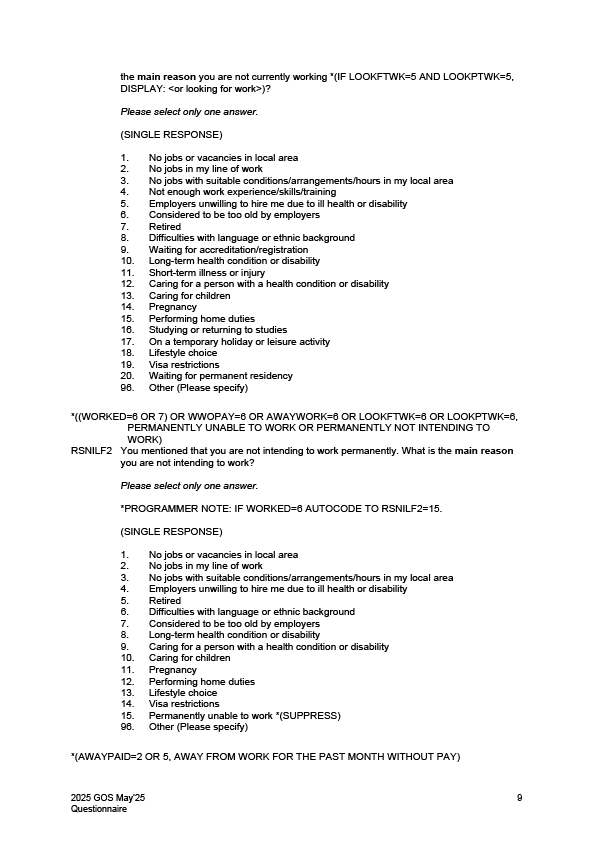 the main reason you are not currently working *(IF LOOKFTWK=5 AND LOOKPTWK=5,
DISPLAY: <or looking for work>)?
Please select only one answer.
(SINGLE RESPONSE)
1. No jobs or vacancies in local area
2. No jobs in my line of work
3. No jobs with suitable conditions/arrangements/hours in my local area
4. Not enough work experience/skills/training
5. Employers unwilling to hire me due to ill health or disability
6. Considered to be too old by employers
7. Retired
8. Difficulties with language or ethnic background
9. Waiting for accreditation/registration
10. Long-term health condition or disability
11. Short-term illness or injury
12. Caring for a person with a health condition or disability
13. Caring for children
14. Pregnancy
15. Performing home duties
16. Studying or returning to studies
17. On a temporary holiday or leisure activity
18. Lifestyle choice
19. Visa restrictions
20. Waiting for permanent residency
96. Other (Please specify)
*((WORKED=6 OR 7) OR WWOPAY=6 OR AWAYWORK=6 OR LOOKFTWK=6 OR LOOKPTWK=6,
PERMANENTLY UNABLE TO WORK OR PERMANENTLY NOT INTENDING TO
WORK)
RSNILF2 You mentioned that you are not intending to work permanently. What is the main reason
you are not intending to work?
Please select only one answer.
*PROGRAMMER NOTE: IF WORKED=6 AUTOCODE TO RSNILF2=15.
(SINGLE RESPONSE)
1. No jobs or vacancies in local area
2. No jobs in my line of work
3. No jobs with suitable conditions/arrangements/hours in my local area
4. Employers unwilling to hire me due to ill health or disability
5. Retired
6. Difficulties with language or ethnic background
7. Considered to be too old by employers
8. Long-term health condition or disability
9. Caring for a person with a health condition or disability
10. Caring for children
11. Pregnancy
12. Performing home duties
13. Lifestyle choice
14. Visa restrictions
15. Permanently unable to work *(SUPPRESS)
96. Other (Please specify)
*(AWAYPAID=2 OR 5, AWAY FROM WORK FOR THE PAST MONTH WITHOUT PAY)
2025 GOS May'25 9
Questionnaire